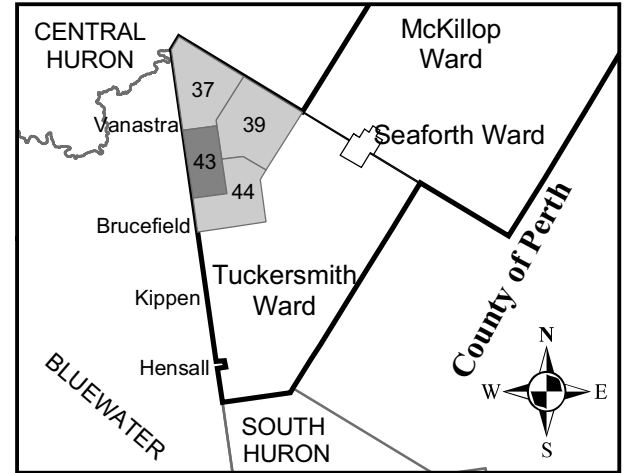 CENTRAL
HURON
McKillop
Ward
37
Vanastra
39
Seaforth Ward
43
44
Brucefield
Tuckersmith
Ward
Kippen
County of Perth
Hensall
BLUEWATER
SOUTH
HURON
N
W
E
S